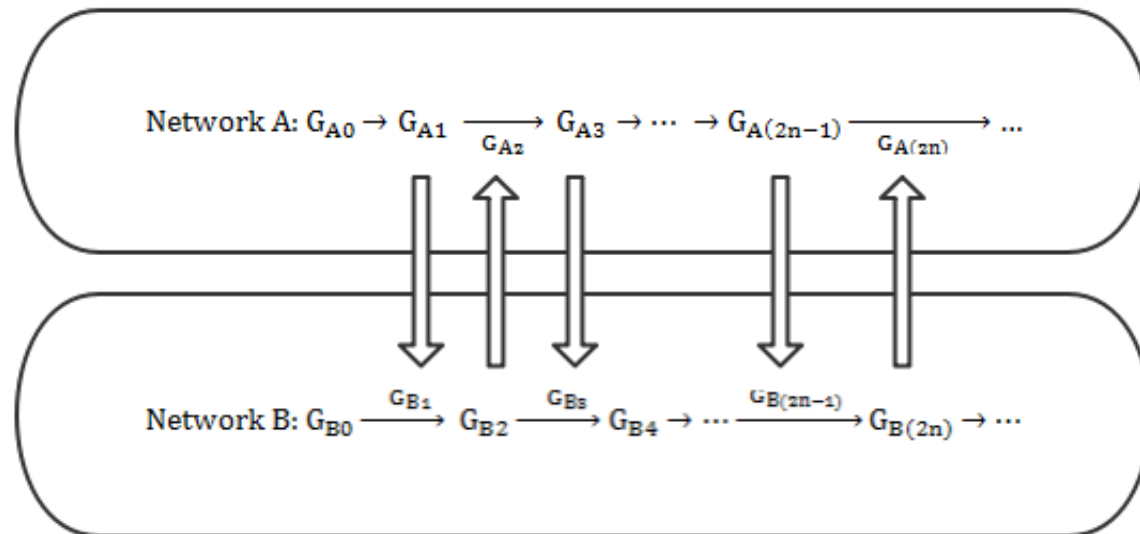 Network A: G_A0 → G_A1 → G_A3 → ⋯ → G_A(2n−1) → ...
G_A2 G_A(2n)
G_B1 G_B3 G_B(2n−1)
Network B: G_B0 → G_B2 → G_B4 → ⋯ → G_B(2n) → ⋯